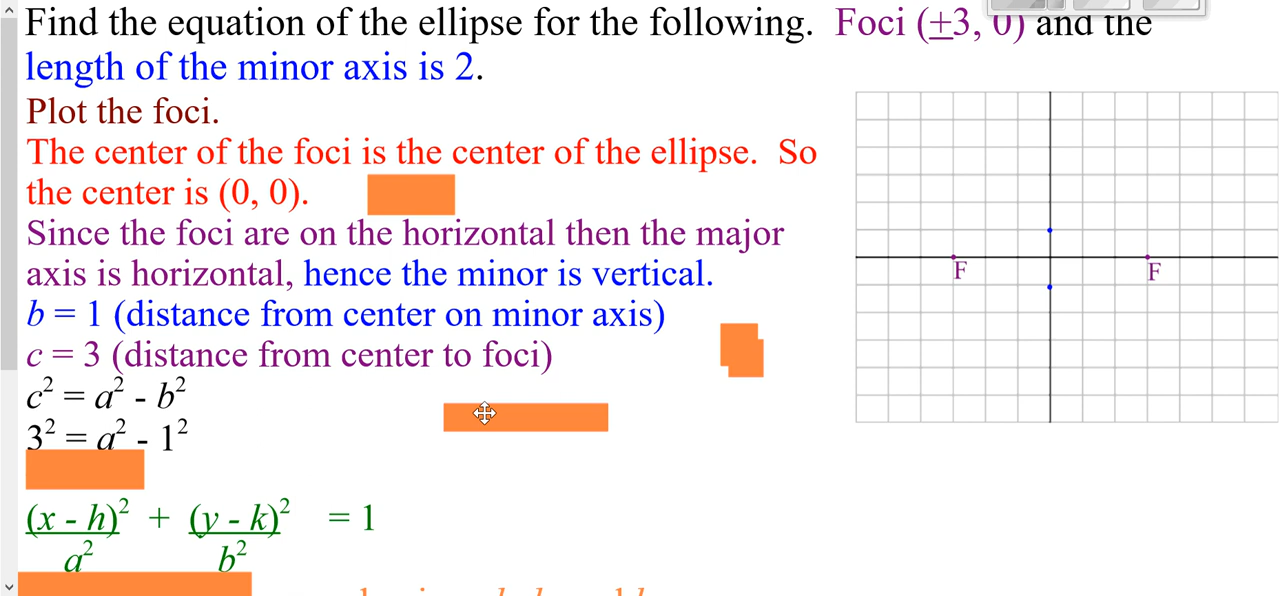 Find the equation of the ellipse for the following. Foci (±3, 0) and the
length of the minor axis is 2.
Plot the foci.
The center of the foci is the center of the ellipse. So
the center is (0, 0).
Since the foci are on the horizontal then the major
axis is horizontal, hence the minor is vertical.
b = 1 (distance from center on minor axis)
c = 3 (distance from center to foci)
c² = a² - b²
3² = a² - 1²
(x - h)² + (y - k)² = 1
a² b²
F F